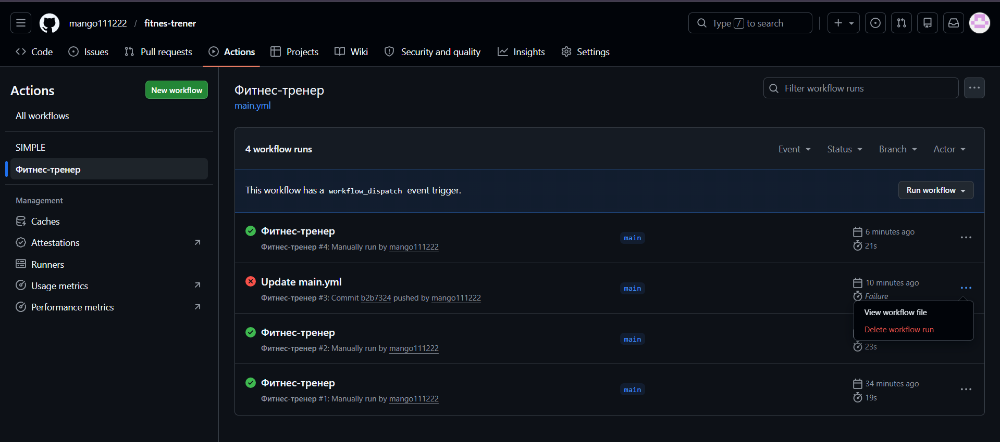 mango111222 / fitnes-trener
Type / to search
Code Issues Pull requests Actions Projects Wiki Security and quality Insights Settings
Actions
New workflow
All workflows
SIMPLE
Фитнес-тренер
Management
Caches
Attestations
Runners
Usage metrics
Performance metrics
Фитнес-тренер
main.yml
Filter workflow runs
4 workflow runs
Event Status Branch Actor
This workflow has a workflow_dispatch event trigger.
Run workflow
Фитнес-тренер
Фитнес-тренер #4: Manually run by mango111222
main
6 minutes ago
21s
Update main.yml
Фитнес-тренер #3: Commit b2b7324 pushed by mango111222
main
10 minutes ago
Failure
View workflow file
Delete workflow run
Фитнес-тренер
Фитнес-тренер #2: Manually run by mango111222
main
23s
Фитнес-тренер
Фитнес-тренер #1: Manually run by mango111222
main
34 minutes ago
19s